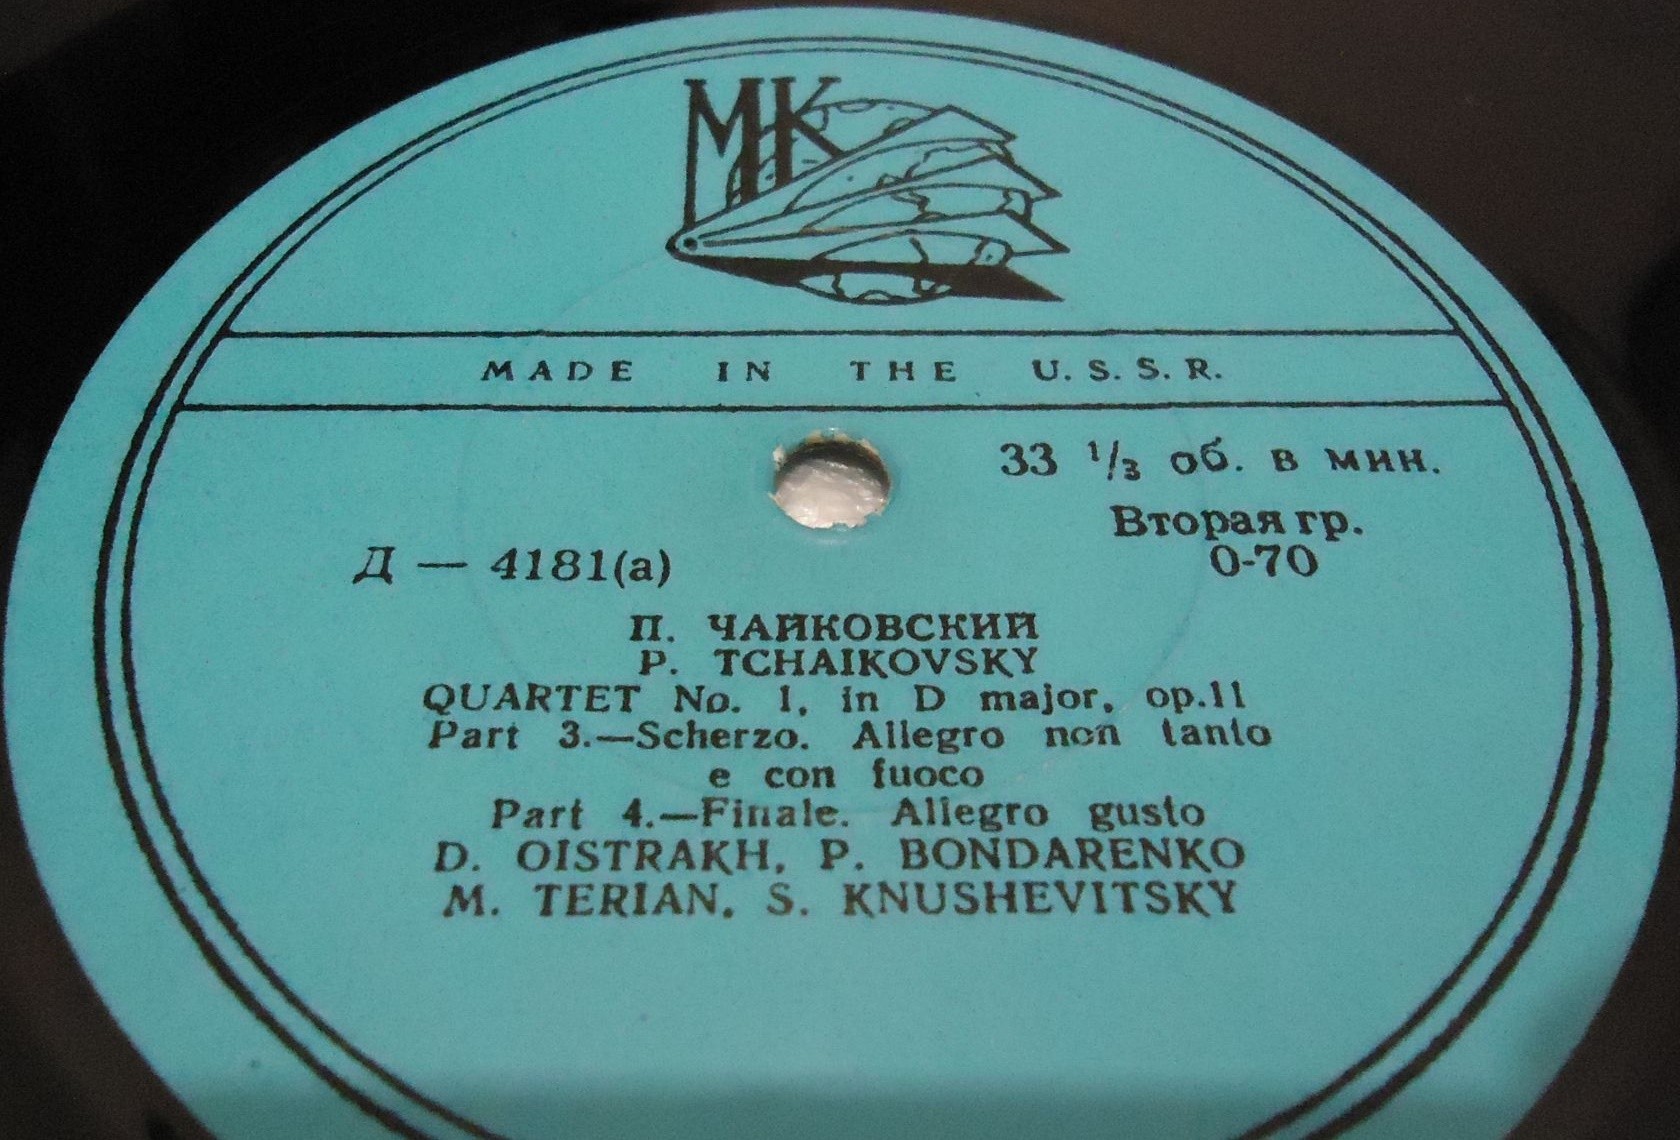 МК
MADE IN THE U.S.S.R.
33 1/3 об. в мин.
Вторая гр.
Д — 4181(а)
0-70
П. ЧАЙКОВСКИЙ
P. TCHAIKOVSKY
QUARTET No. 1, in D major, op.11
Part 3.—Scherzo. Allegro non tanto
e con fuoco
Part 4.—Finale. Allegro gusto
D. OISTRAKH, P. BONDARENKO
M. TERIAN, S. KNUSHEVITSKY